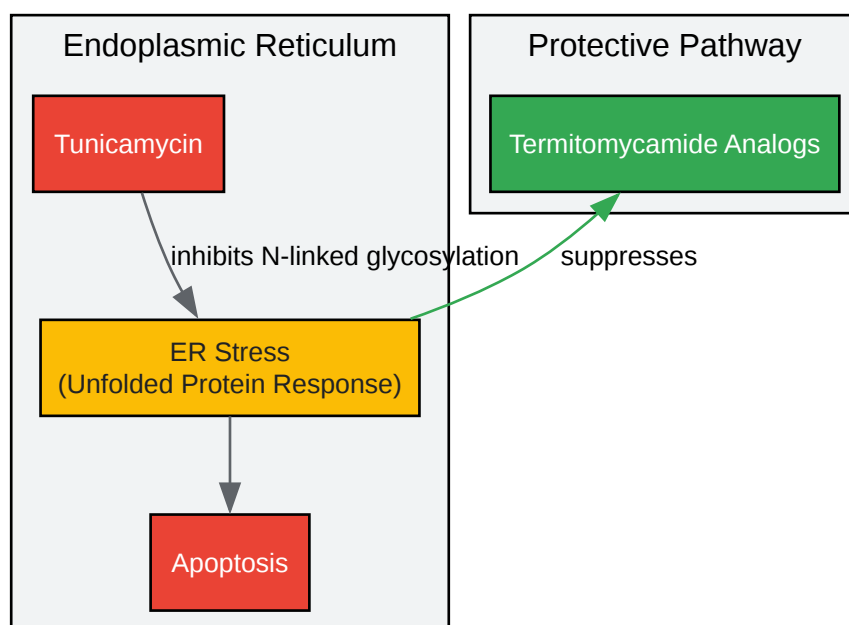 Endoplasmic Reticulum
Protective Pathway
Tunicamycin
Termitomycamide Analogs
inhibits N-linked glycosylation
suppresses
ER Stress
(Unfolded Protein Response)
Apoptosis